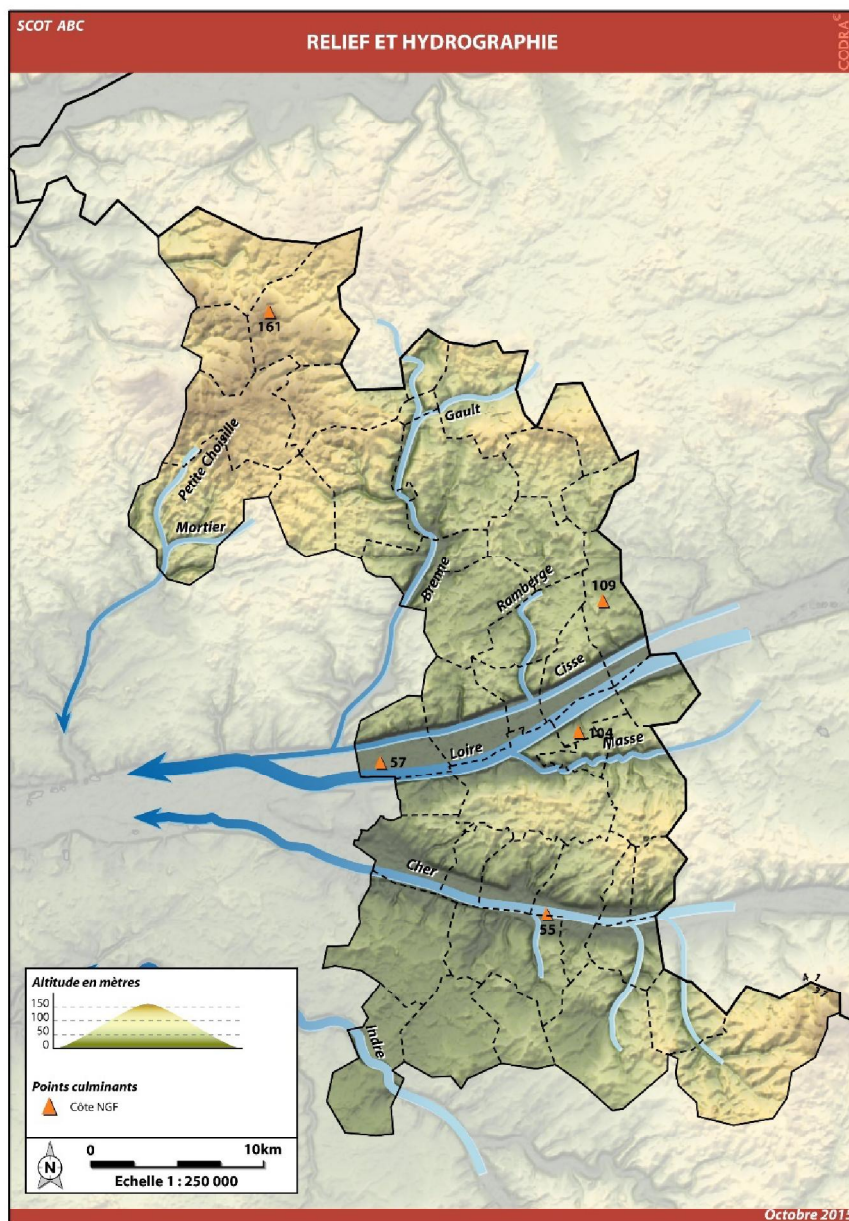 SCOT ABC
RELIEF ET HYDROGRAPHIE
CODRA©
161
Gault
Petite Choisille
Mortier
Brenne
Ramberge
109
Cisse
104
Masse
Loire
57
Cher
55
Indre
Altitude en mètres
150
100
50
0
Points culminants
Côte NGF
N
0 10km
Echelle 1 : 250 000
Octobre 2015